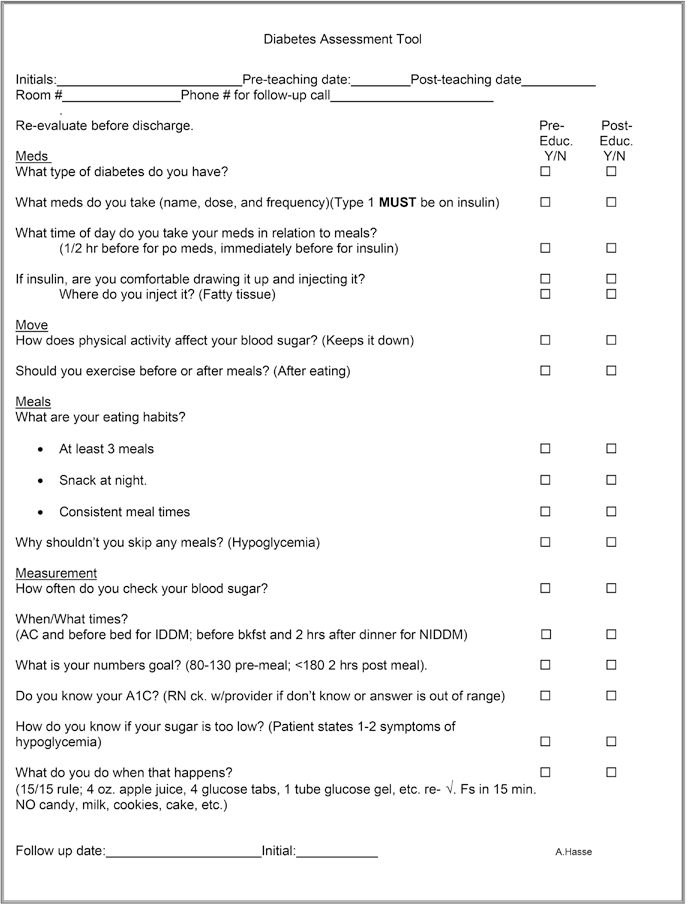 Diabetes Assessment Tool
Initials:________________________Pre-teaching date:________Post-teaching date__________
Room #________________Phone # for follow-up call______________________
.
Re-evaluate before discharge. Pre- Post-
Educ. Educ.
Meds Y/N Y/N
What type of diabetes do you have? ☐ ☐
What meds do you take (name, dose, and frequency)(Type 1 MUST be on insulin) ☐ ☐
What time of day do you take your meds in relation to meals?
(1/2 hr before for po meds, immediately before for insulin) ☐ ☐
If insulin, are you comfortable drawing it up and injecting it? ☐ ☐
Where do you inject it? (Fatty tissue) ☐ ☐
Move
How does physical activity affect your blood sugar? (Keeps it down) ☐ ☐
Should you exercise before or after meals? (After eating) ☐ ☐
Meals
What are your eating habits?
• At least 3 meals ☐ ☐
• Snack at night. ☐ ☐
• Consistent meal times ☐ ☐
Why shouldn't you skip any meals? (Hypoglycemia) ☐ ☐
Measurement
How often do you check your blood sugar? ☐ ☐
When/What times?
(AC and before bed for IDDM; before bkfst and 2 hrs after dinner for NIDDM) ☐ ☐
What is your numbers goal? (80-130 pre-meal; <180 2 hrs post meal). ☐ ☐
Do you know your A1C? (RN ck. w/provider if don't know or answer is out of range) ☐ ☐
How do you know if your sugar is too low? (Patient states 1-2 symptoms of
hypoglycemia) ☐ ☐
What do you do when that happens? ☐ ☐
(15/15 rule; 4 oz. apple juice, 4 glucose tabs, 1 tube glucose gel, etc. re- √. Fs in 15 min.
NO candy, milk, cookies, cake, etc.)
Follow up date:____________________Initial:___________ A.Hasse